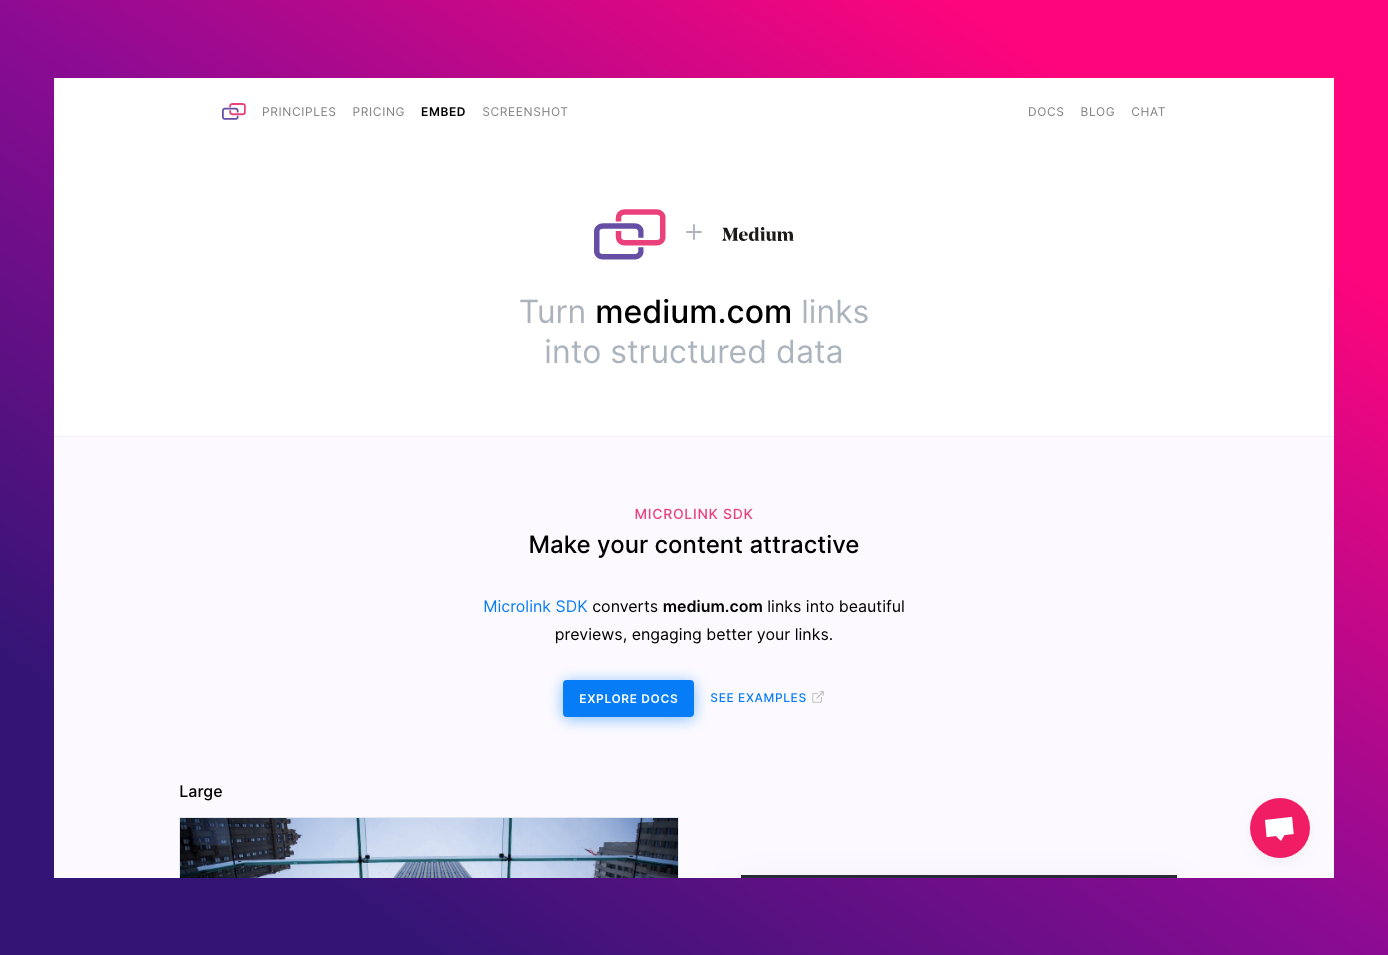 PRINCIPLES PRICING EMBED SCREENSHOT DOCS BLOG CHAT
Medium
Turn medium.com links
into structured data
MICROLINK SDK
Make your content attractive
Microlink SDK converts medium.com links into beautiful
previews, engaging better your links.
EXPLORE DOCS SEE EXAMPLES
Large